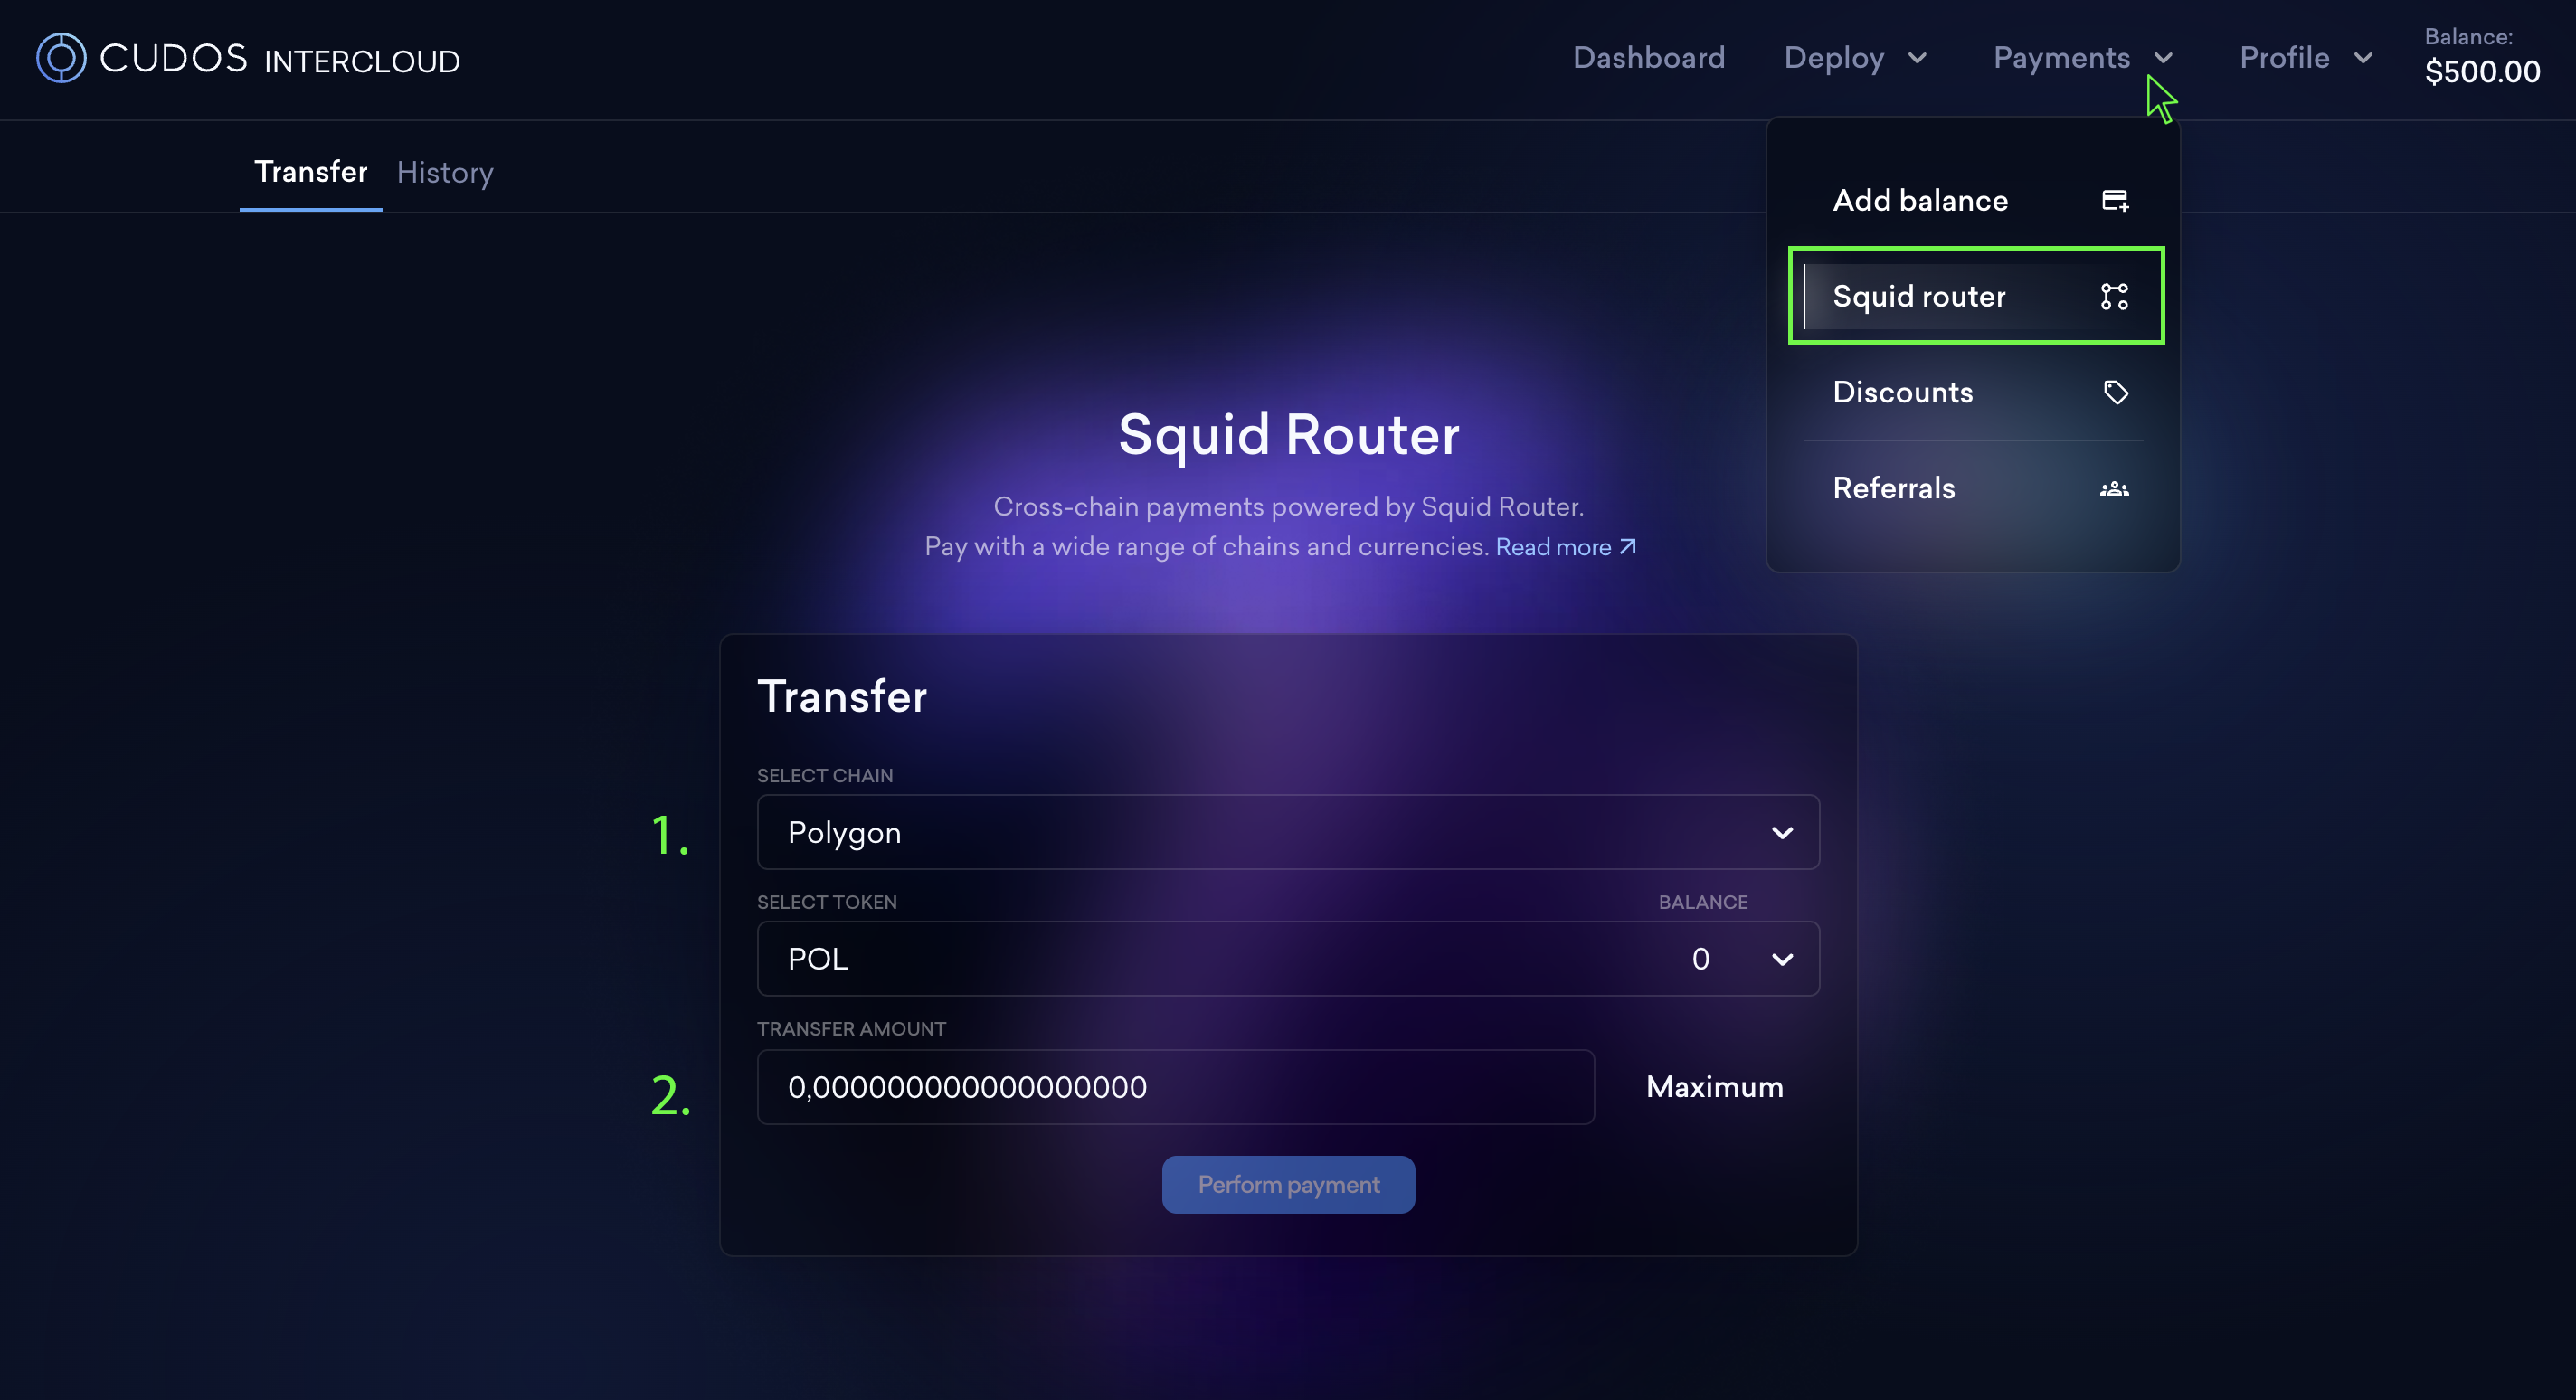 CUDOS INTERCLOUD
Dashboard
Deploy
Payments
Profile
Balance:
$500.00
Transfer
History
Add balance
Squid router
Discounts
Referrals
Squid Router
Cross-chain payments powered by Squid Router.
Pay with a wide range of chains and currencies. Read more
Transfer
SELECT CHAIN
1.
Polygon
SELECT TOKEN
BALANCE
POL
0
TRANSFER AMOUNT
2.
0,000000000000000000
Maximum
Perform payment